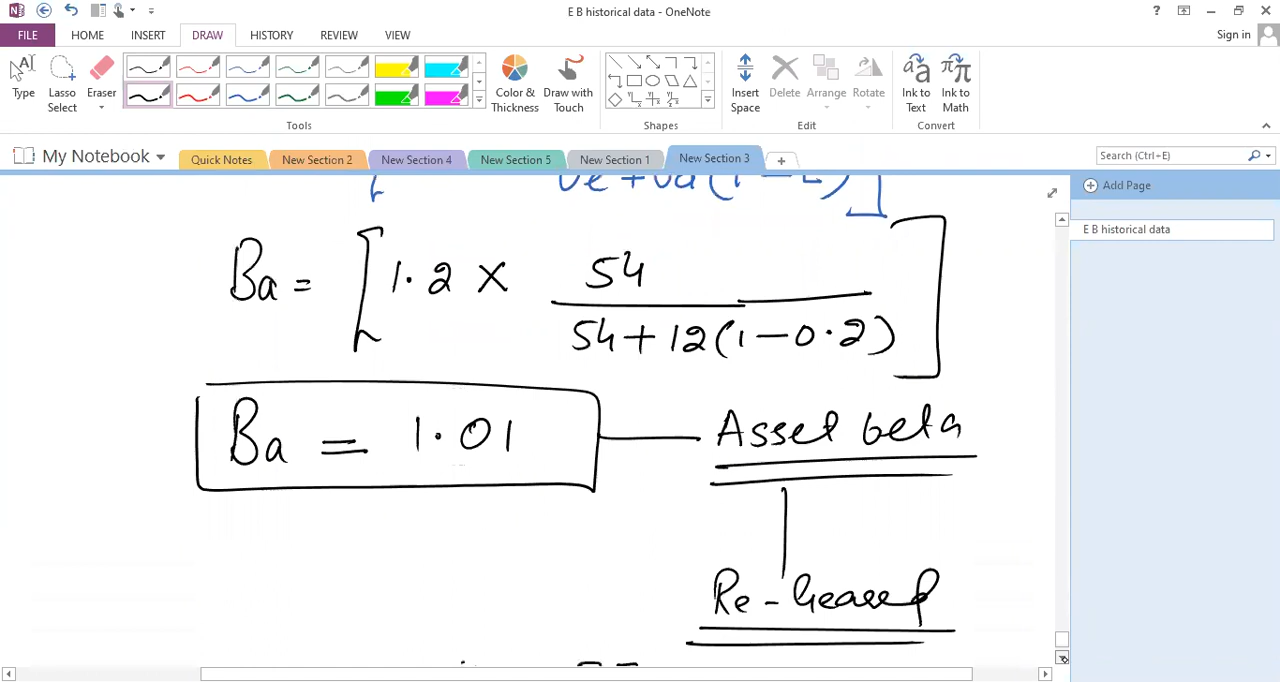 E B historical data - OneNote
Sign in
FILE HOME INSERT DRAW HISTORY REVIEW VIEW
Type
Lasso Select
Eraser
Color & Thickness
Draw with Touch
Insert Space
Delete
Arrange
Rotate
Ink to Text
Ink to Math
Tools
Shapes
Edit
Convert
My Notebook
Quick Notes
New Section 2
New Section 4
New Section 5
New Section 1
New Section 3
Search (Ctrl+E)
Add Page
E B historical data
Ba = [1.2 × 54
54 + 12(1 - 0.2)]
Ba = 1.01
Asset beta